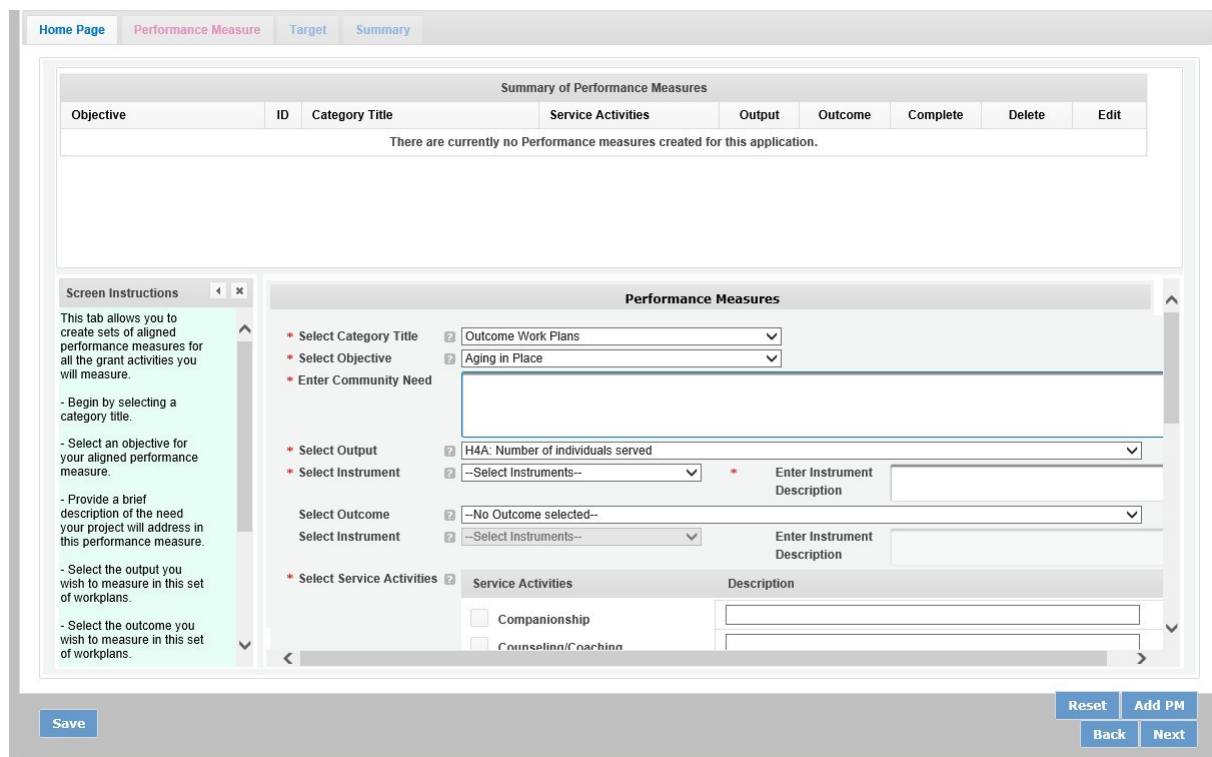 Home Page Performance Measure Target Summary
Summary of Performance Measures
Objective ID Category Title Service Activities Output Outcome Complete Delete Edit
There are currently no Performance measures created for this application.
Screen Instructions
This tab allows you to
create sets of aligned
performance measures for
all the grant activities you
will measure.
- Begin by selecting a
category title.
- Select an objective for
your aligned performance
measure.
- Provide a brief
description of the need
your project will address in
this performance measure.
- Select the output you
wish to measure in this set
of workplans.
- Select the outcome you
wish to measure in this set
of workplans.
Performance Measures
* Select Category Title ? Outcome Work Plans
* Select Objective ? Aging in Place
* Enter Community Need
* Select Output ? H4A: Number of individuals served
* Select Instrument ? --Select Instruments-- * Enter Instrument
Description
Select Outcome ? --No Outcome selected--
Select Instrument ? --Select Instruments-- Enter Instrument
Description
* Select Service Activities ? Service Activities Description
Companionship
Counseling/Coaching
Save
Reset Add PM
Back Next